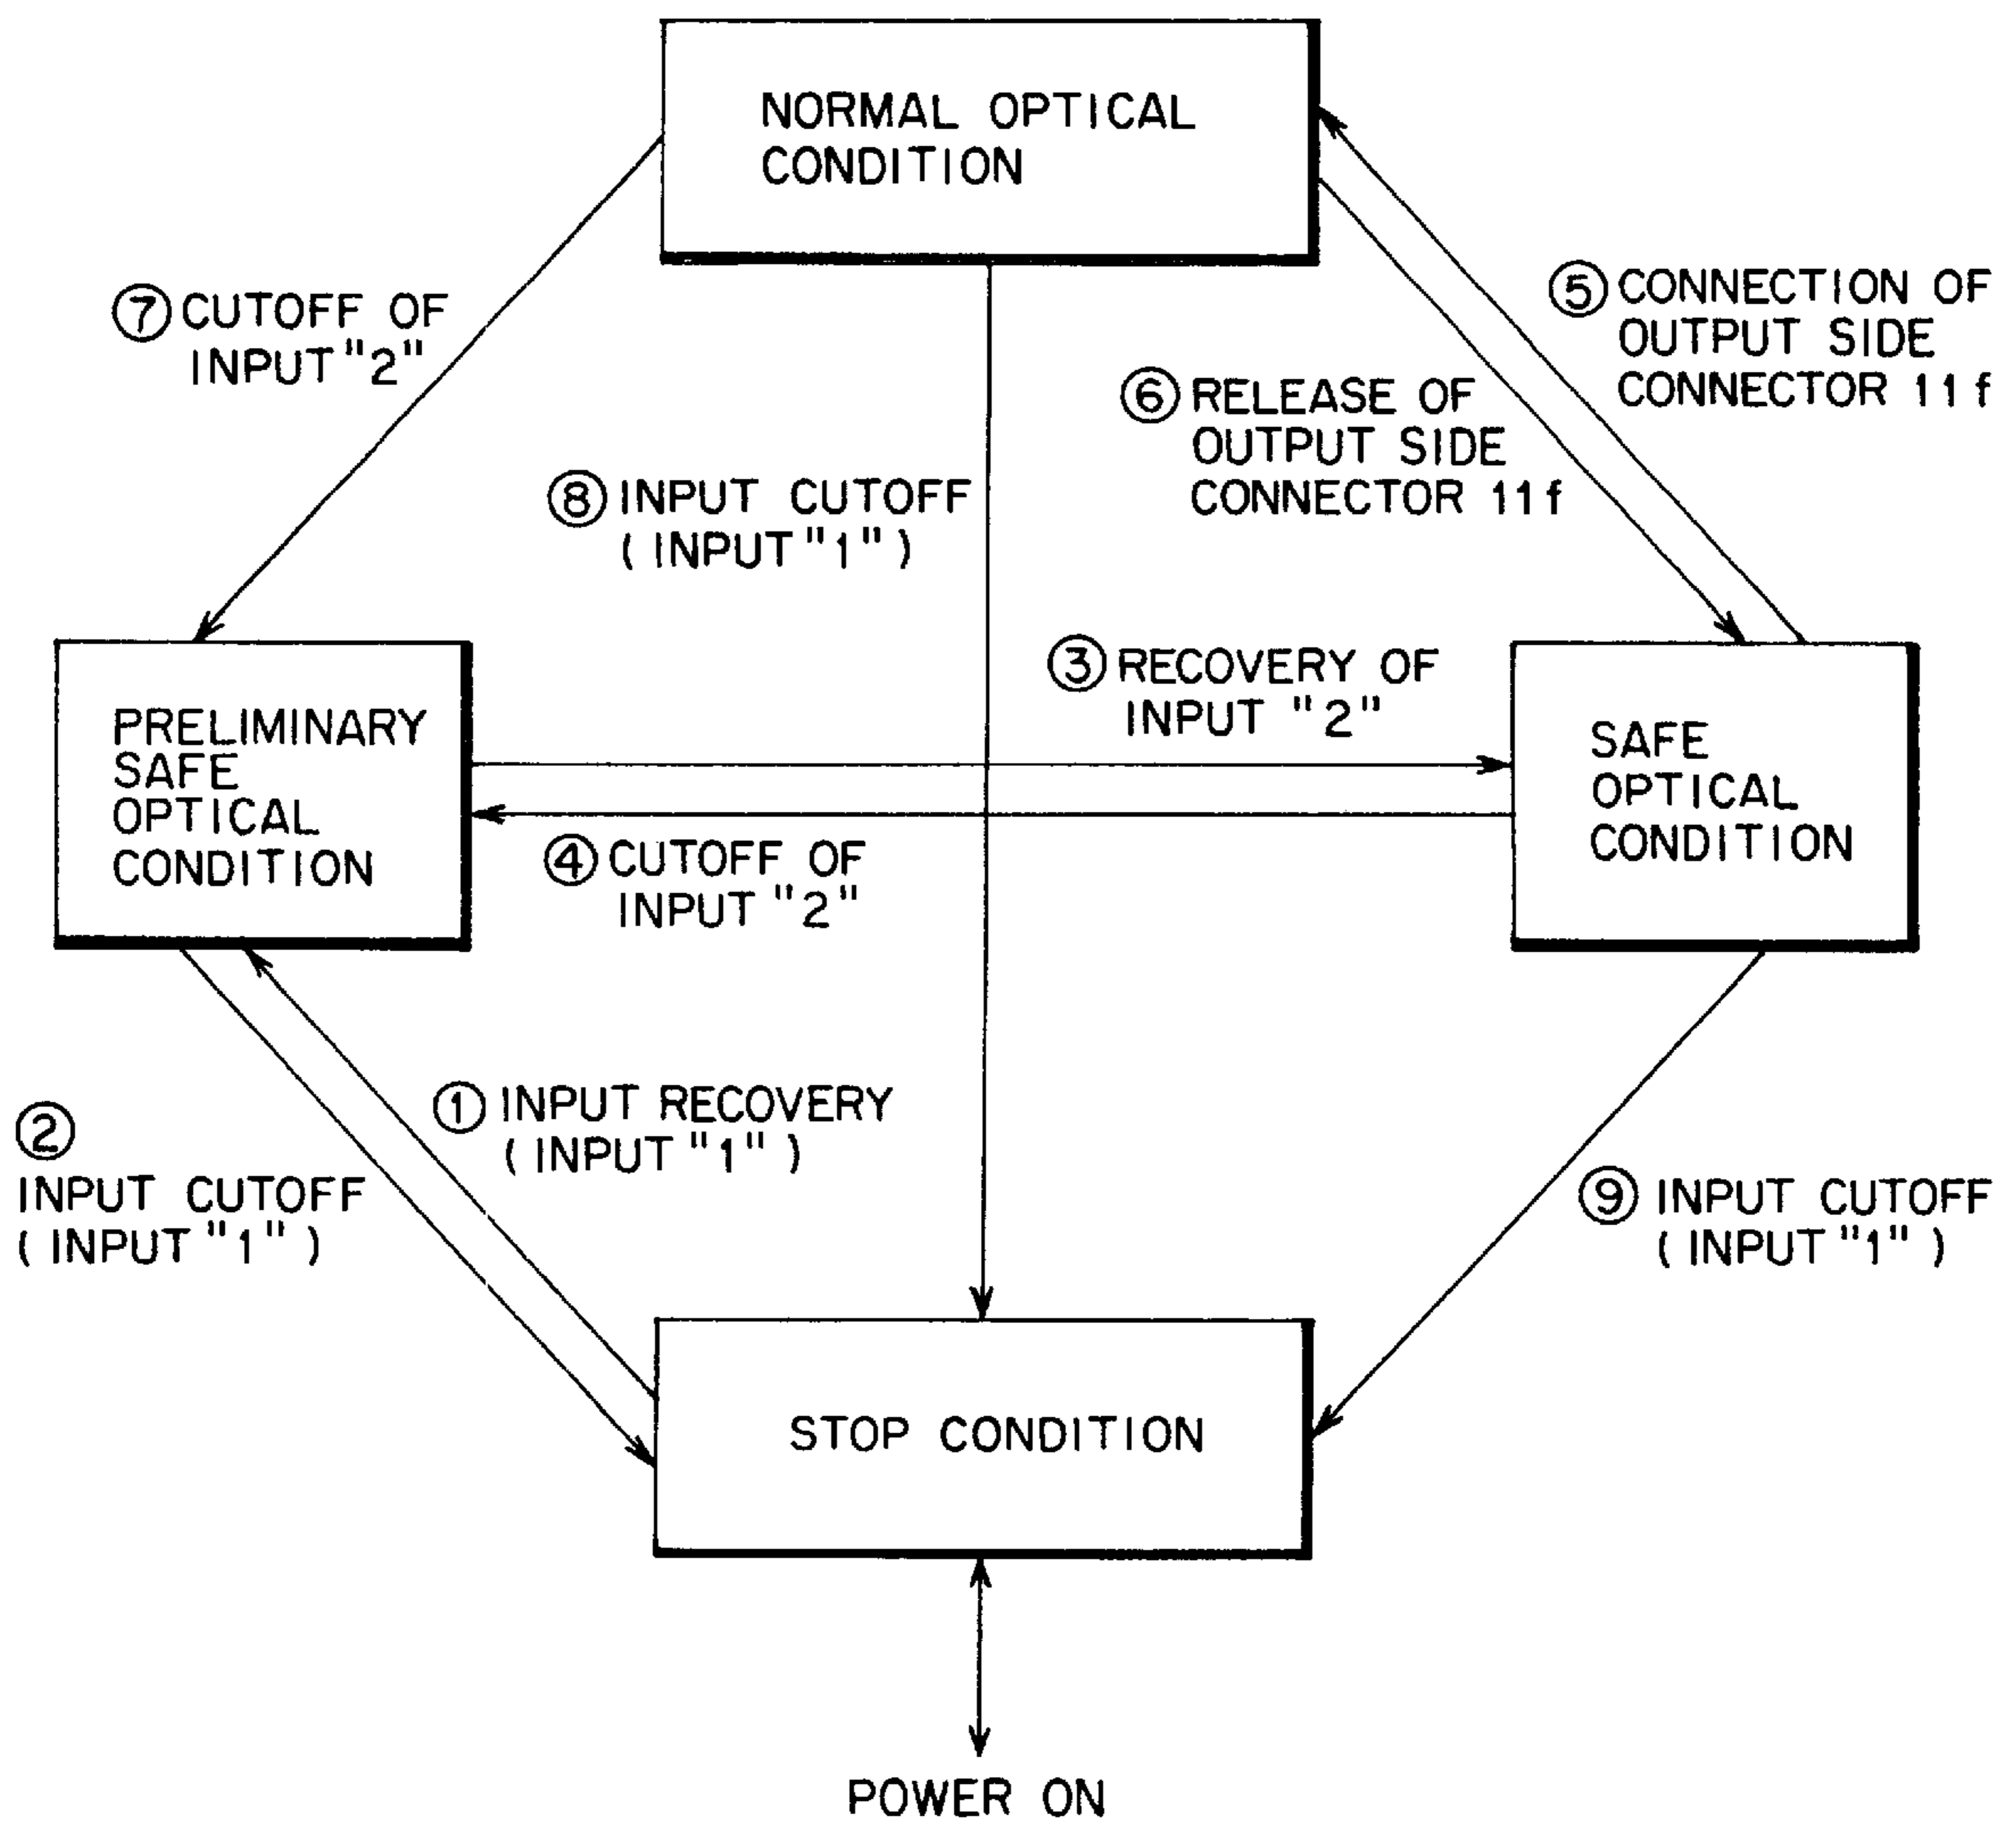 NORMAL OPTICAL
CONDITION
⑦ CUTOFF OF
INPUT "2"
⑤ CONNECTION OF
OUTPUT SIDE
CONNECTOR 11f
⑥ RELEASE OF
OUTPUT SIDE
CONNECTOR 11f
⑧ INPUT CUTOFF
(INPUT "1")
③ RECOVERY OF
INPUT "2"
PRELIMINARY
SAFE
OPTICAL
CONDITION
SAFE
OPTICAL
CONDITION
④ CUTOFF OF
INPUT "2"
① INPUT RECOVERY
(INPUT "1")
②
INPUT CUTOFF
(INPUT "1")
⑨ INPUT CUTOFF
(INPUT "1")
STOP CONDITION
POWER ON